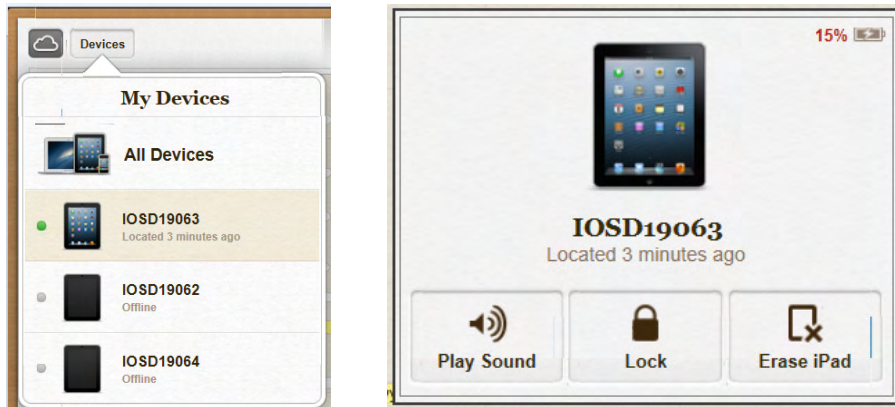 Devices
My Devices
All Devices
IOSD19063
Located 3 minutes ago
IOSD19062
Offline
IOSD19064
Offline
15%
IOSD19063
Located 3 minutes ago
Play Sound
Lock
Erase iPad